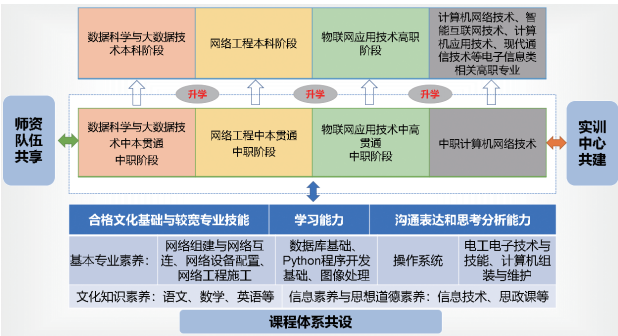 数据科学与大数据技
术本科阶段
网络工程本科阶段
物联网应用技术高职
阶段
计算机网络技术、智
能互联网技术、计算
机应用技术、现代通
信技术等电子信息类
相关高职专业
升学
升学
升学
师资
队伍
共享
数据科学与大数据技
术中本贯通
中职阶段
网络工程中本贯通
中职阶段
物联网应用技术中高
贯通
中职阶段
中职计算机网络技术
实训
中心
共建
合格文化基础与较宽专业技能
学习能力
沟通表达和思考分析能力
基本专业素养：
网络组建与网络互
连、网络设备配置、
网络工程施工
数据库基础、
Python程序开发
基础、图像处理
操作系统
电工电子技术与
技能、计算机组
装与维护
文化知识素养：语文、数学、英语等
信息素养与思想道德素养：信息技术、思政课等
课程体系共设